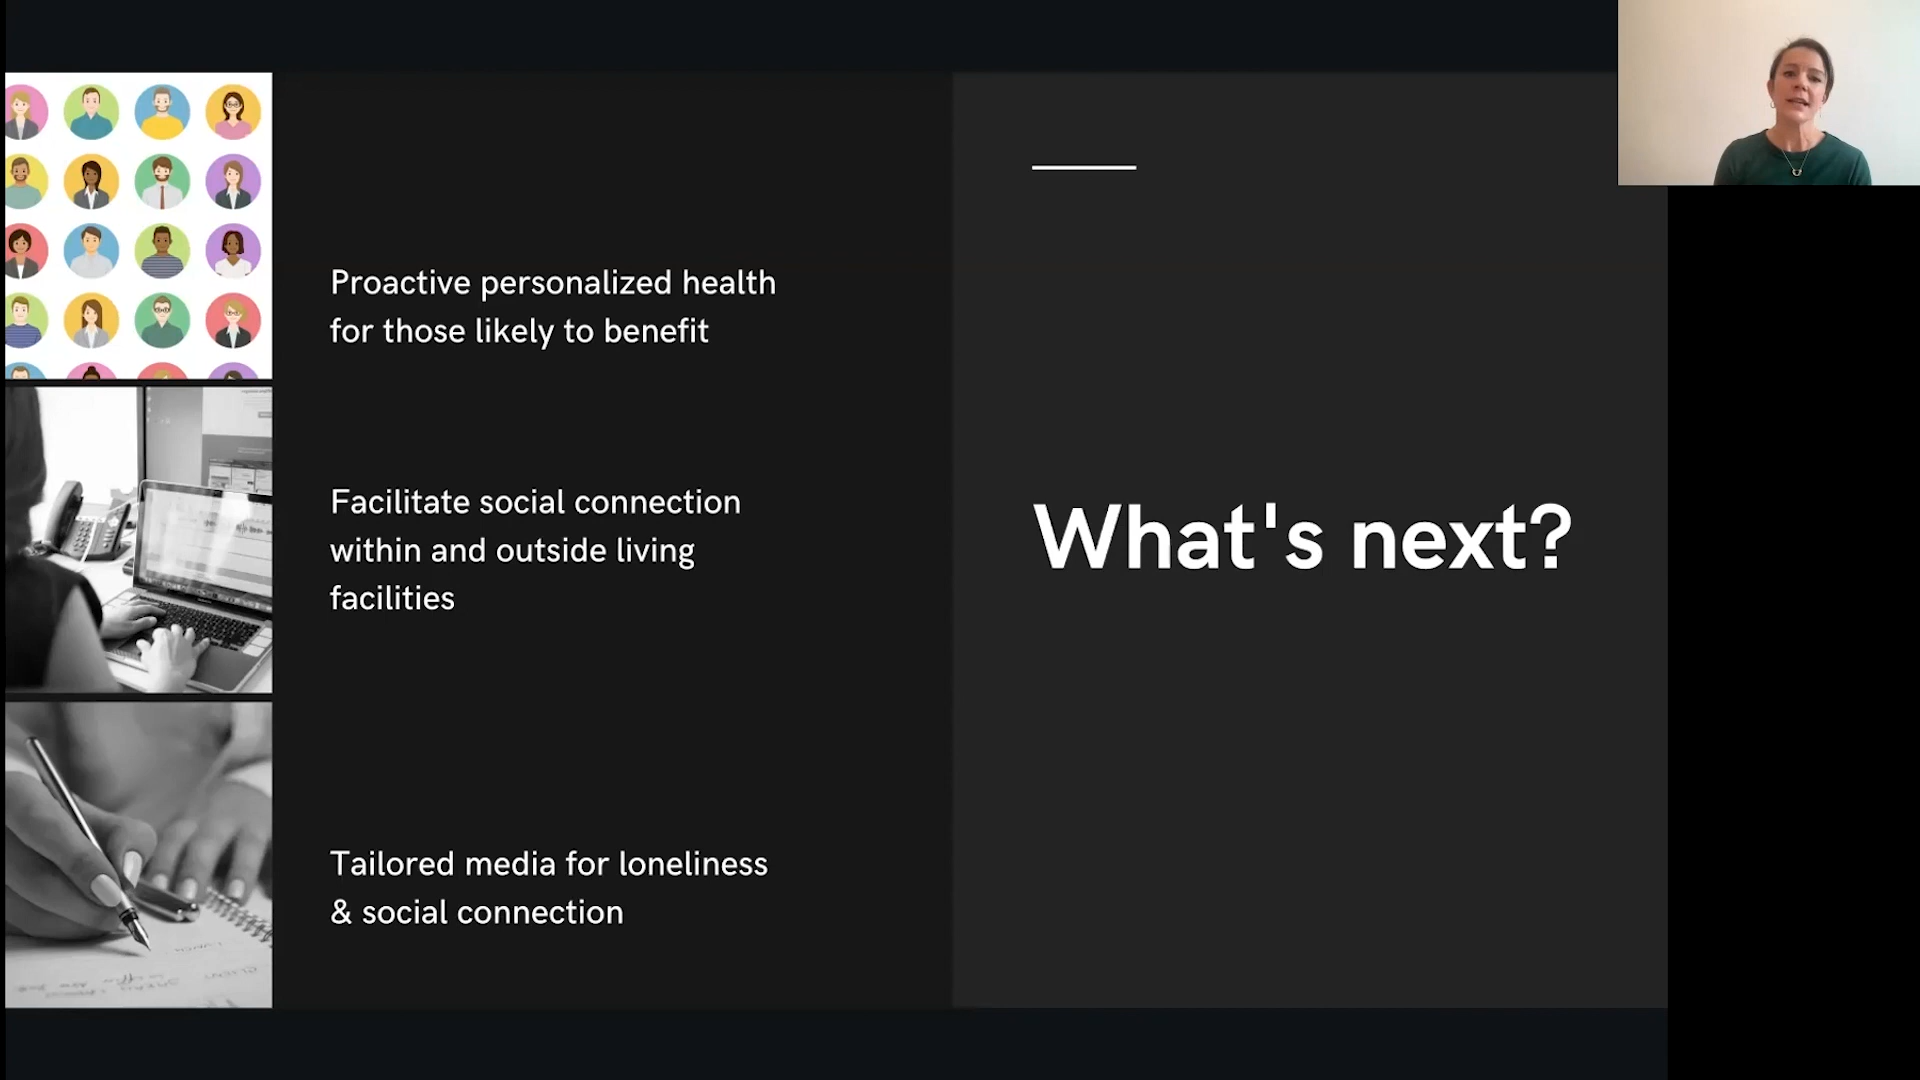 Proactive personalized health
for those likely to benefit
Facilitate social connection
within and outside living
facilities
Tailored media for loneliness
& social connection
What's next?